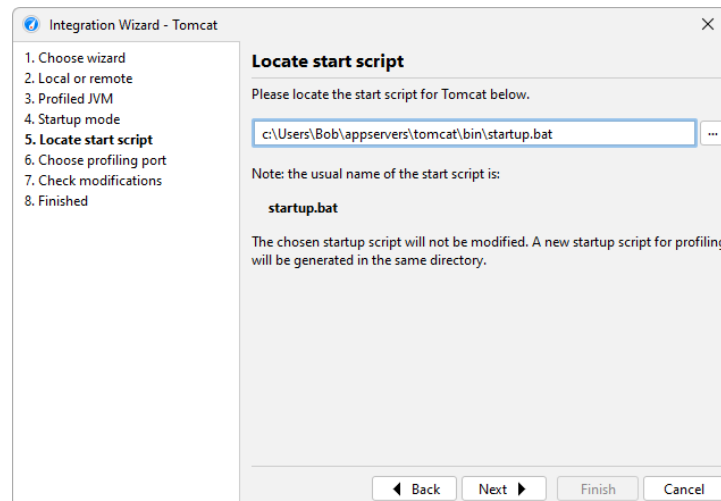 Integration Wizard - Tomcat
1. Choose wizard
2. Local or remote
3. Profiled JVM
4. Startup mode
5. Locate start script
6. Choose profiling port
7. Check modifications
8. Finished
Locate start script
Please locate the start script for Tomcat below.
c:\Users\Bob\appservers\tomcat\bin\startup.bat
...
Note: the usual name of the start script is:
startup.bat
The chosen startup script will not be modified. A new startup script for profiling
will be generated in the same directory.
Back
Next
Finish
Cancel